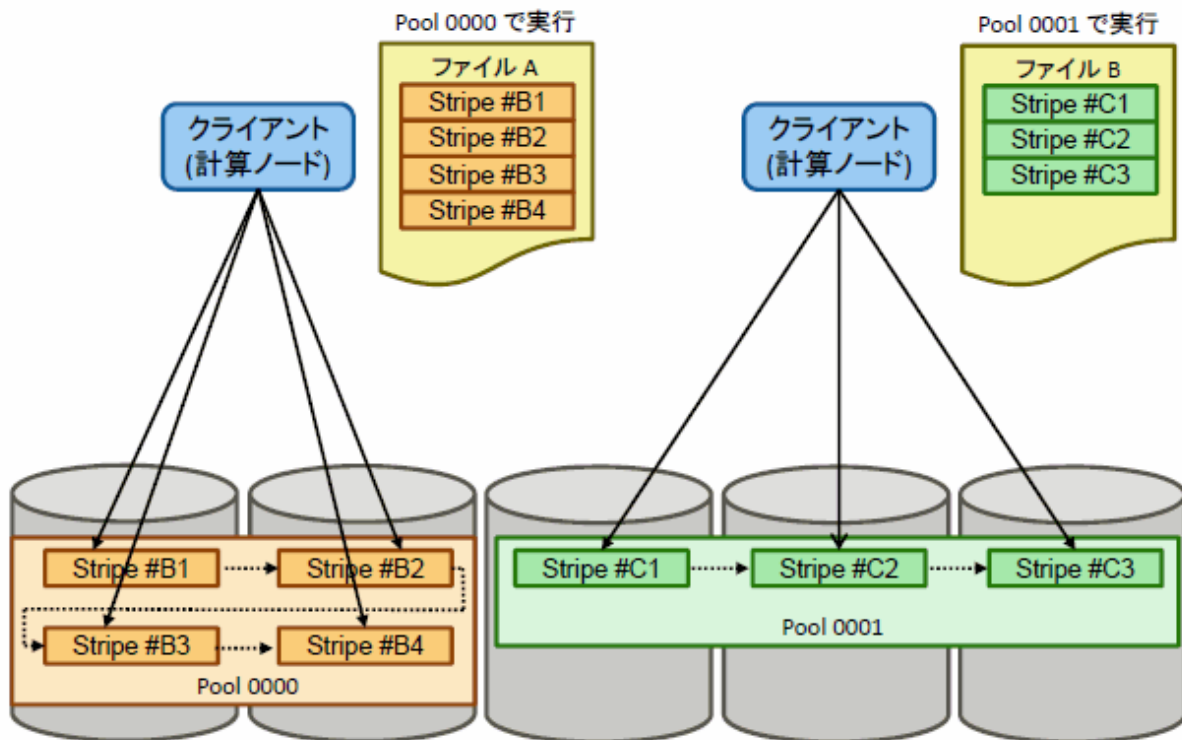 Pool 0000 で実行
ファイル A
Stripe #B1
Stripe #B2
Stripe #B3
Stripe #B4
クライアント
(計算ノード)
Pool 0001 で実行
ファイル B
Stripe #C1
Stripe #C2
Stripe #C3
クライアント
(計算ノード)
Stripe #B1
Stripe #B2
Stripe #B3
Stripe #B4
Pool 0000
Stripe #C1
Stripe #C2
Stripe #C3
Pool 0001